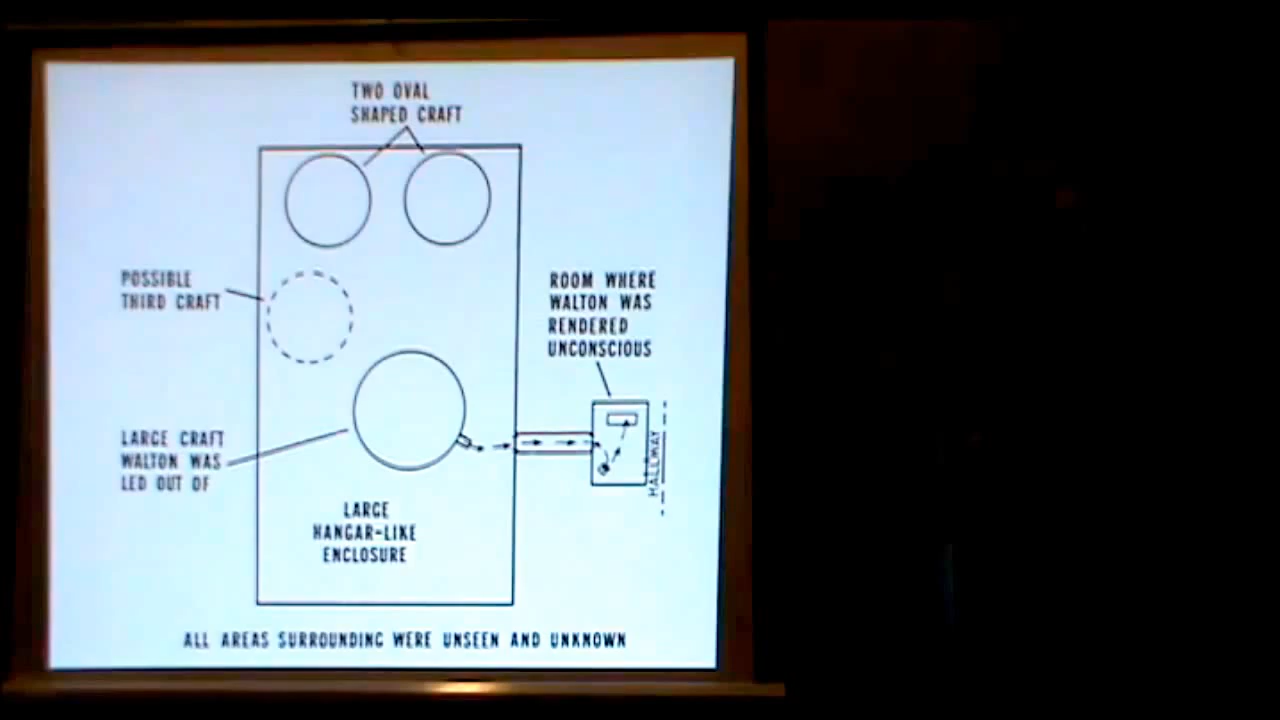 TWO OVAL
SHAPED CRAFT
POSSIBLE
THIRD CRAFT
ROOM WHERE
WALTON WAS
RENDERED
UNCONSCIOUS
LARGE CRAFT
WALTON WAS
LED OUT OF
HALLWAY
LARGE
HANGAR-LIKE
ENCLOSURE
ALL AREAS SURROUNDING WERE UNSEEN AND UNKNOWN